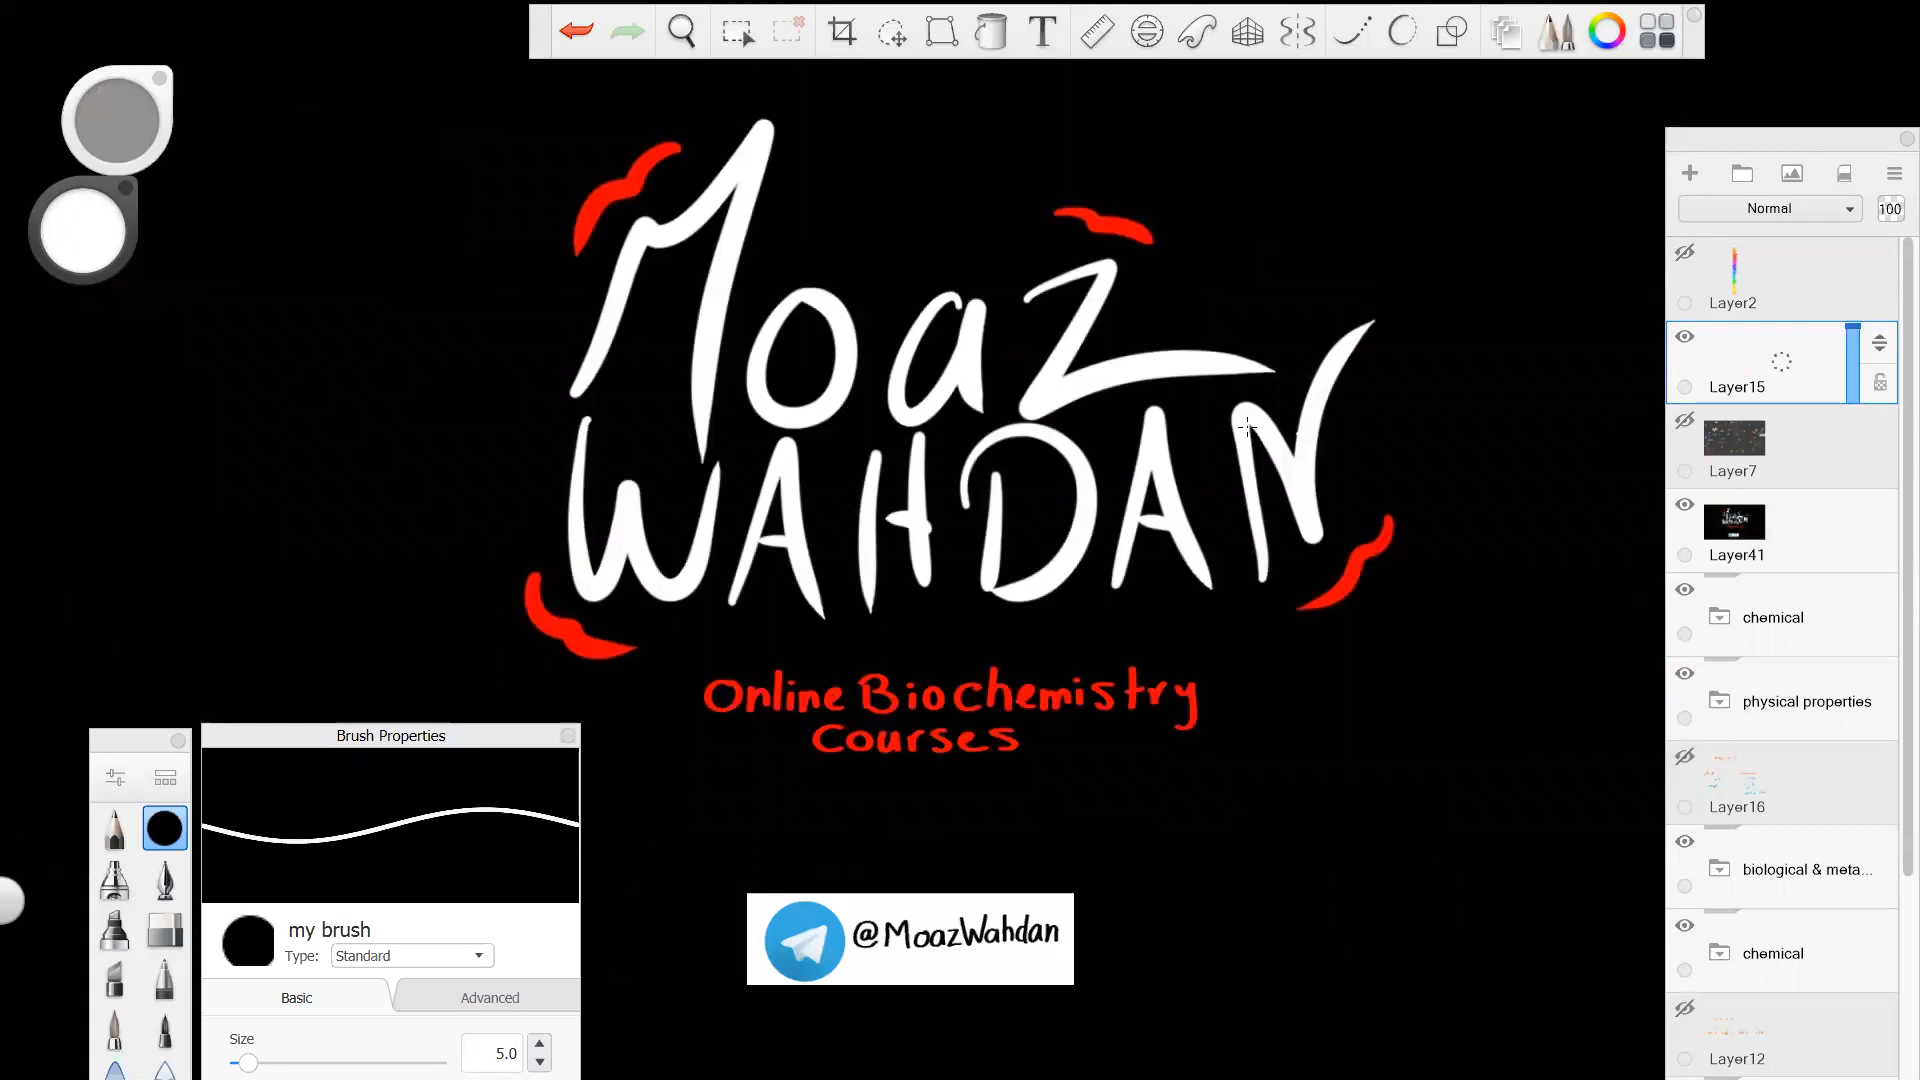 T
Normal
100
Layer2
Layer15
Layer7
Layer41
chemical
physical properties
Layer16
biological & meta...
chemical
Layer12
Moaz
WAHDAN
Online Biochemistry
Courses
@MoazWahdan
Brush Properties
my brush
Type: Standard
Basic
Advanced
Size
5.0